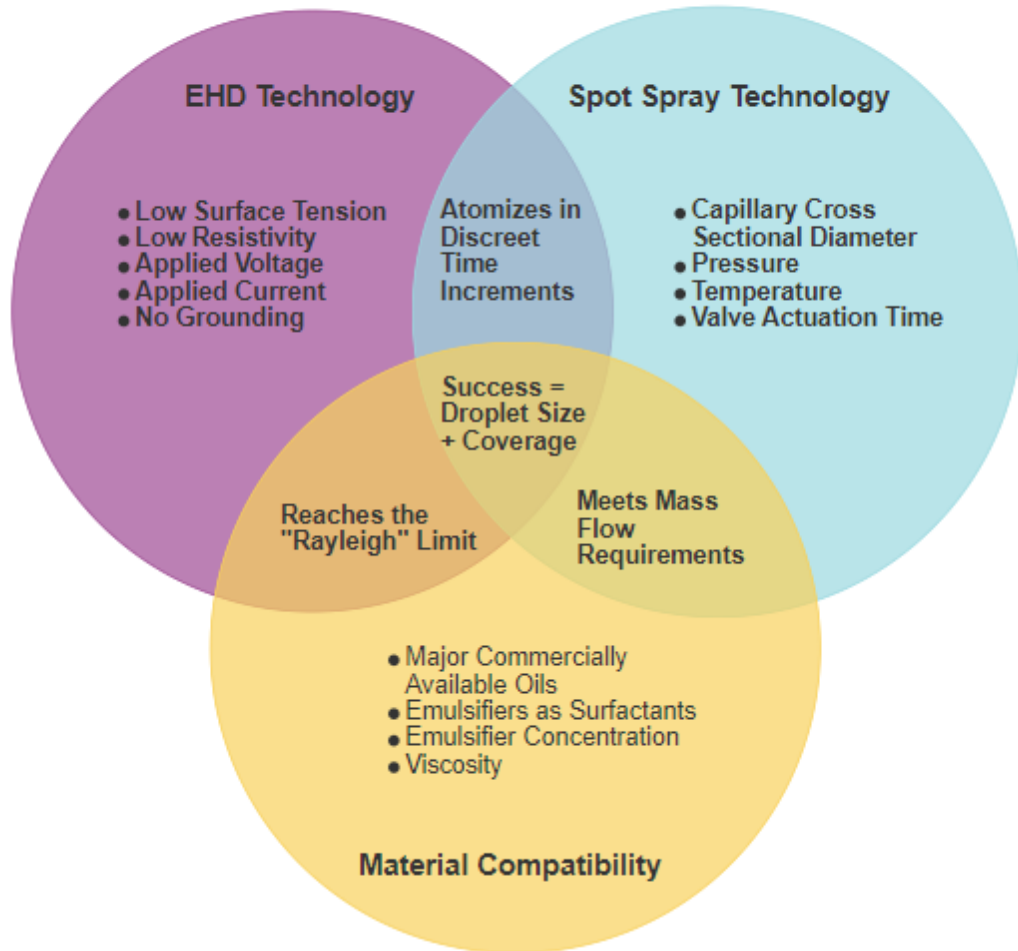 EHD Technology
Spot Spray Technology
● Low Surface Tension
● Low Resistivity
● Applied Voltage
● Applied Current
● No Grounding
Atomizes in
Discreet
Time
Increments
● Capillary Cross
Sectional Diameter
● Pressure
● Temperature
● Valve Actuation Time
Success =
Droplet Size
+ Coverage
Reaches the
"Rayleigh" Limit
Meets Mass
Flow
Requirements
● Major Commercially
Available Oils
● Emulsifiers as Surfactants
● Emulsifier Concentration
● Viscosity
Material Compatibility